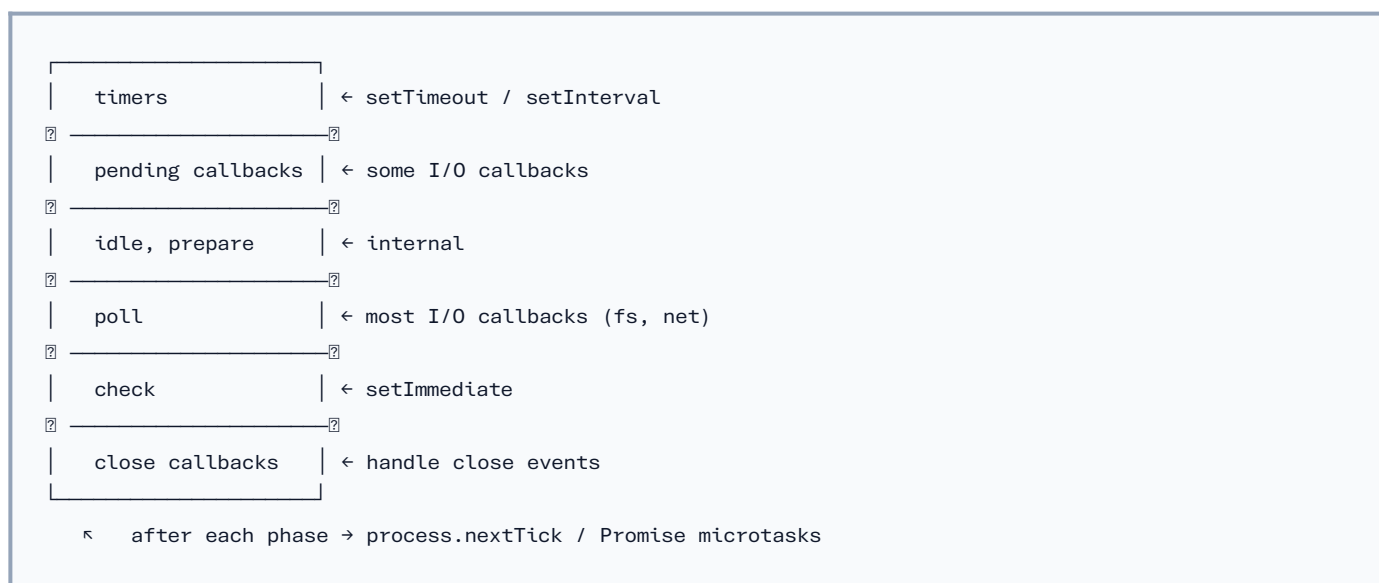 ┌──────────────────────┐
│   timers             │ ← setTimeout / setInterval
⍰ ──────────────────────⍰
│   pending callbacks │ ← some I/O callbacks
⍰ ──────────────────────⍰
│   idle, prepare      │ ← internal
⍰ ──────────────────────⍰
│   poll               │ ← most I/O callbacks (fs, net)
⍰ ──────────────────────⍰
│   check              │ ← setImmediate
⍰ ──────────────────────⍰
│   close callbacks    │ ← handle close events
└──────────────────────┘
   ↖   after each phase → process.nextTick / Promise microtasks